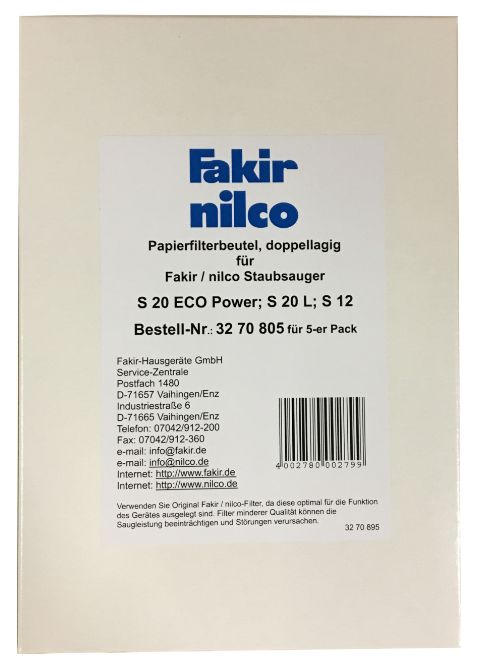 Fakir
nilco
Papierfilterbeutel, doppellagig
für
Fakir / nilco Staubsauger
S 20 ECO Power; S 20 L; S 12
Bestell-Nr.: 32 70 805 für 5-er Pack
Fakir-Hausgeräte GmbH
Service-Zentrale
Postfach 1480
D-71657 Vaihingen/Enz
Industriestraße 6
D-71665 Vaihingen/Enz
Telefon: 07042/912-200
Fax: 07042/912-360
e-mail: info@fakir.de
e-mail: info@nilco.de
Internet: http://www.fakir.de
Internet: http://www.nilco.de
4 002780 002799
Verwenden Sie Original Fakir / nilco-Filter, da diese optimal für die Funktion
des Gerätes ausgelegt sind. Filter minderer Qualität können die
Saugleistung beeinträchtigen und Störungen verursachen.
32 70 895